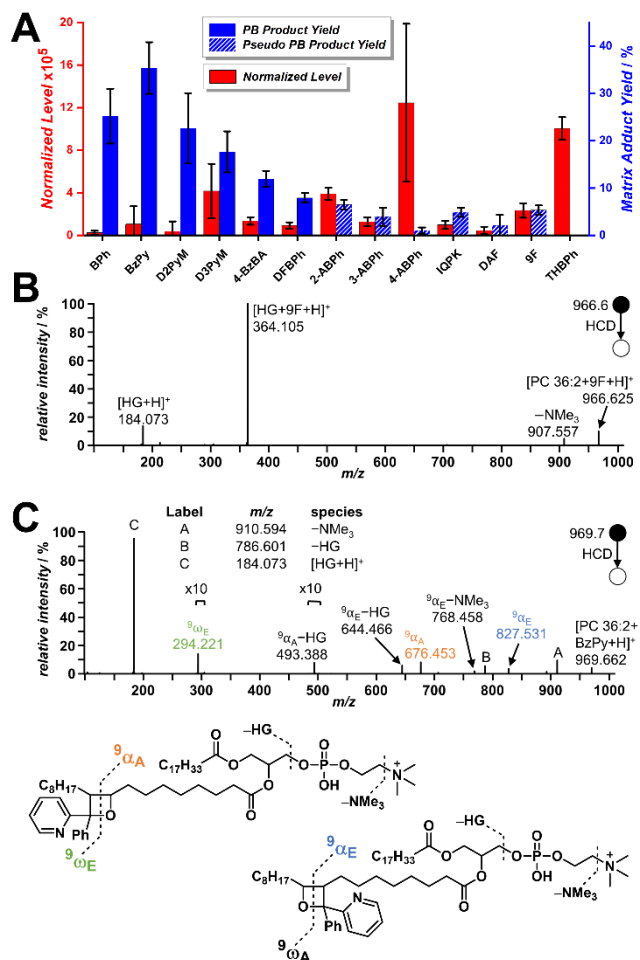 A
Normalized Level x10⁵
20
16
12
8
4
0
PB Product Yield
Pseudo PB Product Yield
Normalized Level
Matrix Adduct Yield / %
40
30
20
10
0
BPh
BzPy
D2PyM
D3PyM
4-BzBA
DFBPh
2-ABPh
3-ABPh
4-ABPh
IQPK
DAF
9F
THBPh
B
relative intensity / %
100
80
60
40
20
0
[HG+9F+H]⁺
364.105
[HG+H]⁺
184.073
966.6
HCD
[PC 36:2+9F+H]⁺
966.625
−NMe₃
907.557
200 300 400 500 600 700 800 900 1000
m/z
C
relative intensity / %
100
80
60
40
20
0
C
Label m/z species
A 910.594 −NMe₃
B 786.601 −HG
C 184.073 [HG+H]⁺
x10 x10
⁹ωE
294.221
⁹αA−HG
493.388
⁹αE−HG
644.466
⁹αA
676.453
⁹αE−NMe₃
768.458
B
⁹αE
827.531
A
969.7
HCD
[PC 36:2+
BzPy+H]⁺
969.662
200 300 400 500 600 700 800 900 1000
m/z
⁹αA
C₈H₁₇
N
Ph
O
⁹ωE
−HG
O
C₁₇H₃₃
O
O
O
O
O
P
OH
O
N⁺
−NMe₃
⁹αE
C₈H₁₇
O
Ph
N
⁹ωA
−HG
O
C₁₇H₃₃
O
O
O
O
O
P
OH
O
N⁺
−NMe₃